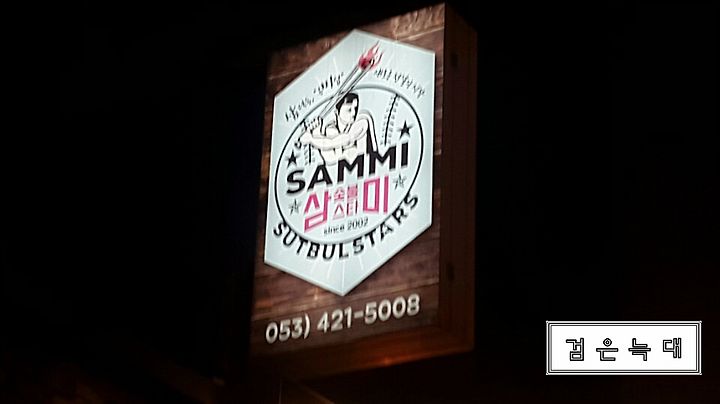 SAMMI
삼 숯불 미
스타
since 2002
SUTBULSTARS
053) 421-5008
검은늑대